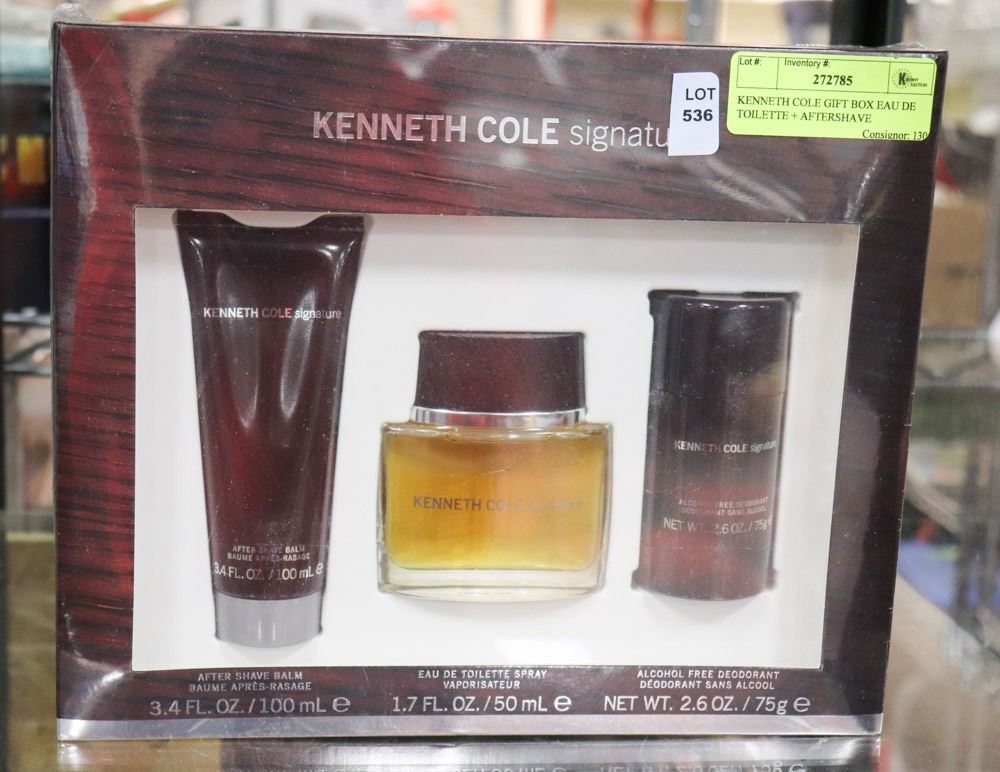 Lot #: Inventory #:
272785
KENNETH COLE GIFT BOX EAU DE
TOILETTE + AFTERSHAVE
Consignor: 130
LOT
536
KENNETH COLE signatu
KENNETH COLE signature
AFTER SHAVE BALM
BAUME APRÈS-RASAGE
3.4 FL. OZ. / 100 mL e
KENNETH COLE signature
KENNETH COLE signature
ALCOHOL FREE DEODORANT
DÉODORANT SANS ALCOOL
NET WT. 2.6 OZ. / 75g e
AFTER SHAVE BALM
BAUME APRÈS-RASAGE
3.4 FL. OZ. / 100 mL e
EAU DE TOILETTE SPRAY
VAPORISATEUR
1.7 FL. OZ. / 50 mL e
ALCOHOL FREE DEODORANT
DÉODORANT SANS ALCOOL
NET WT. 2.6 OZ. / 75g e